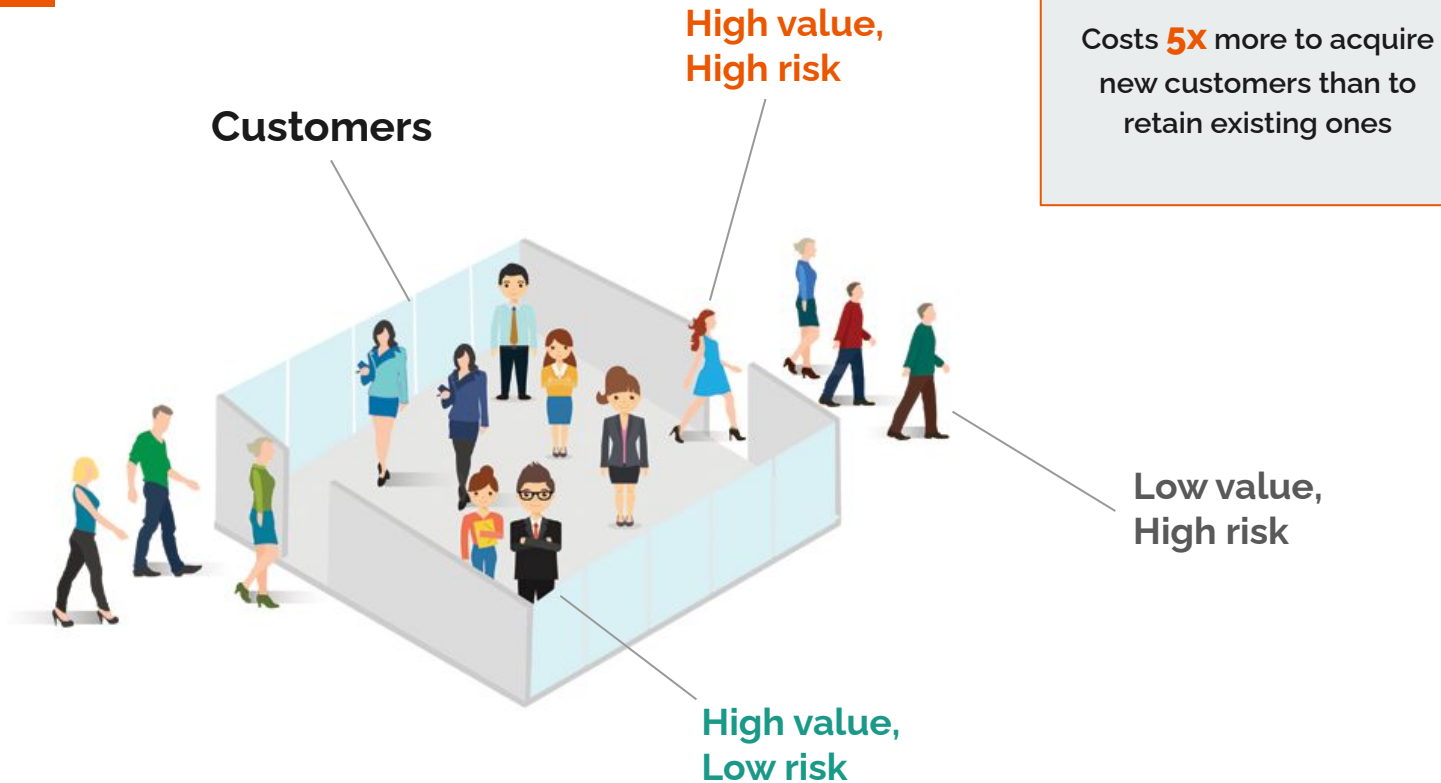 High value,
High risk
Costs 5x more to acquire
new customers than to
retain existing ones
Customers
Low value,
High risk
High value,
Low risk